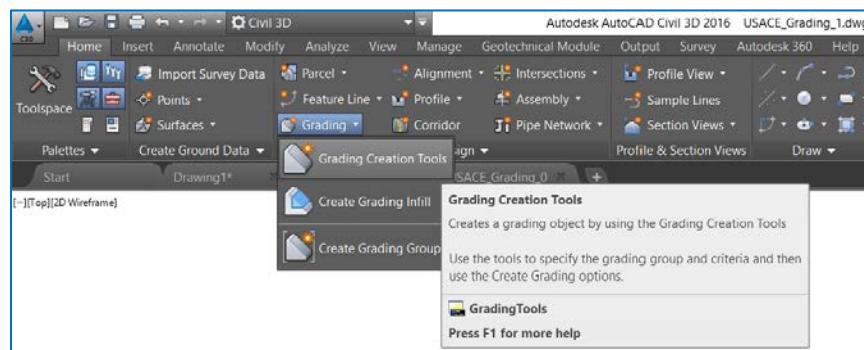 C3D Civil 3D Autodesk AutoCAD Civil 3D 2016 USACE_Grading_1.dwg
Home Insert Annotate Modify Analyze View Manage Geotechnical Module Output Survey Autodesk 360 Help
Import Survey Data Parcel Alignment Intersections Profile View
Toolspace Points Feature Line Profile Assembly Sample Lines
Surfaces Grading Corridor Pipe Network Section Views
Palettes Create Ground Data Profile & Section Views Draw
Start Drawing1* USACE_Grading_0
[−][Top][2D Wireframe]
Grading Creation Tools
Create Grading Infill
Create Grading Group
Grading Creation Tools
Creates a grading object by using the Grading Creation Tools
Use the tools to specify the grading group and criteria and then
use the Create Grading options.
GradingTools
Press F1 for more help